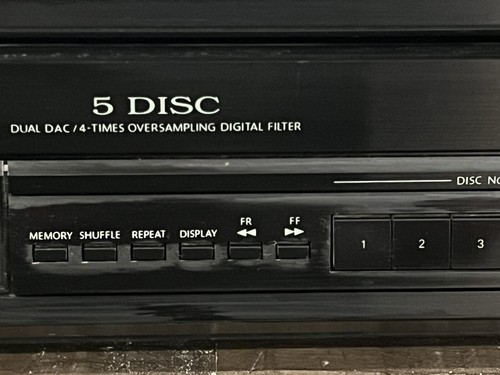 5 DISC
DUAL DAC / 4-TIMES OVERSAMPLING DIGITAL FILTER
DISC
MEMORY SHUFFLE REPEAT DISPLAY FR FF
1 2 3